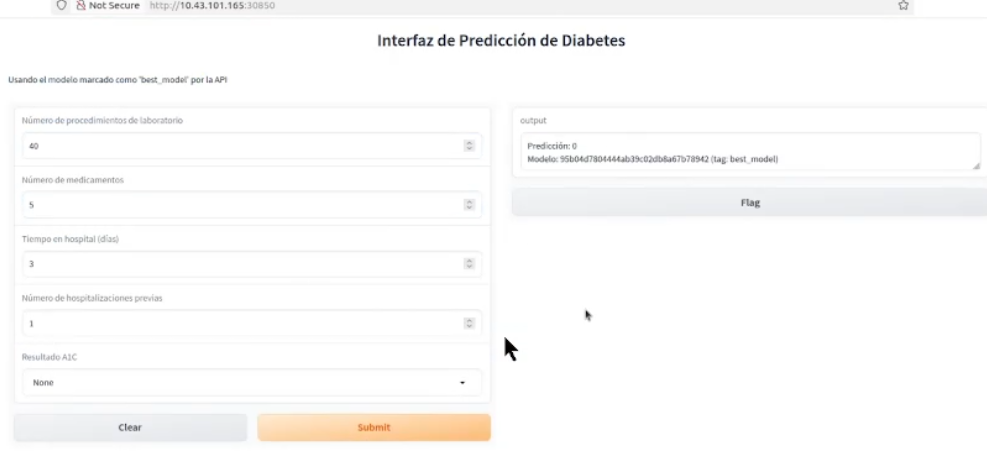 Not Secure http://10.43.101.165:30850
Interfaz de Predicción de Diabetes
Usando el modelo marcado como 'best_model' por la API
Número de procedimientos de laboratorio
40
Número de medicamentos
5
Tiempo en hospital (días)
3
Número de hospitalizaciones previas
1
Resultado A1C
None
Clear
Submit
output
Predicción: 0
Modelo: 95b04d7804444ab39c02db8a67b78942 (tag: best_model)
Flag